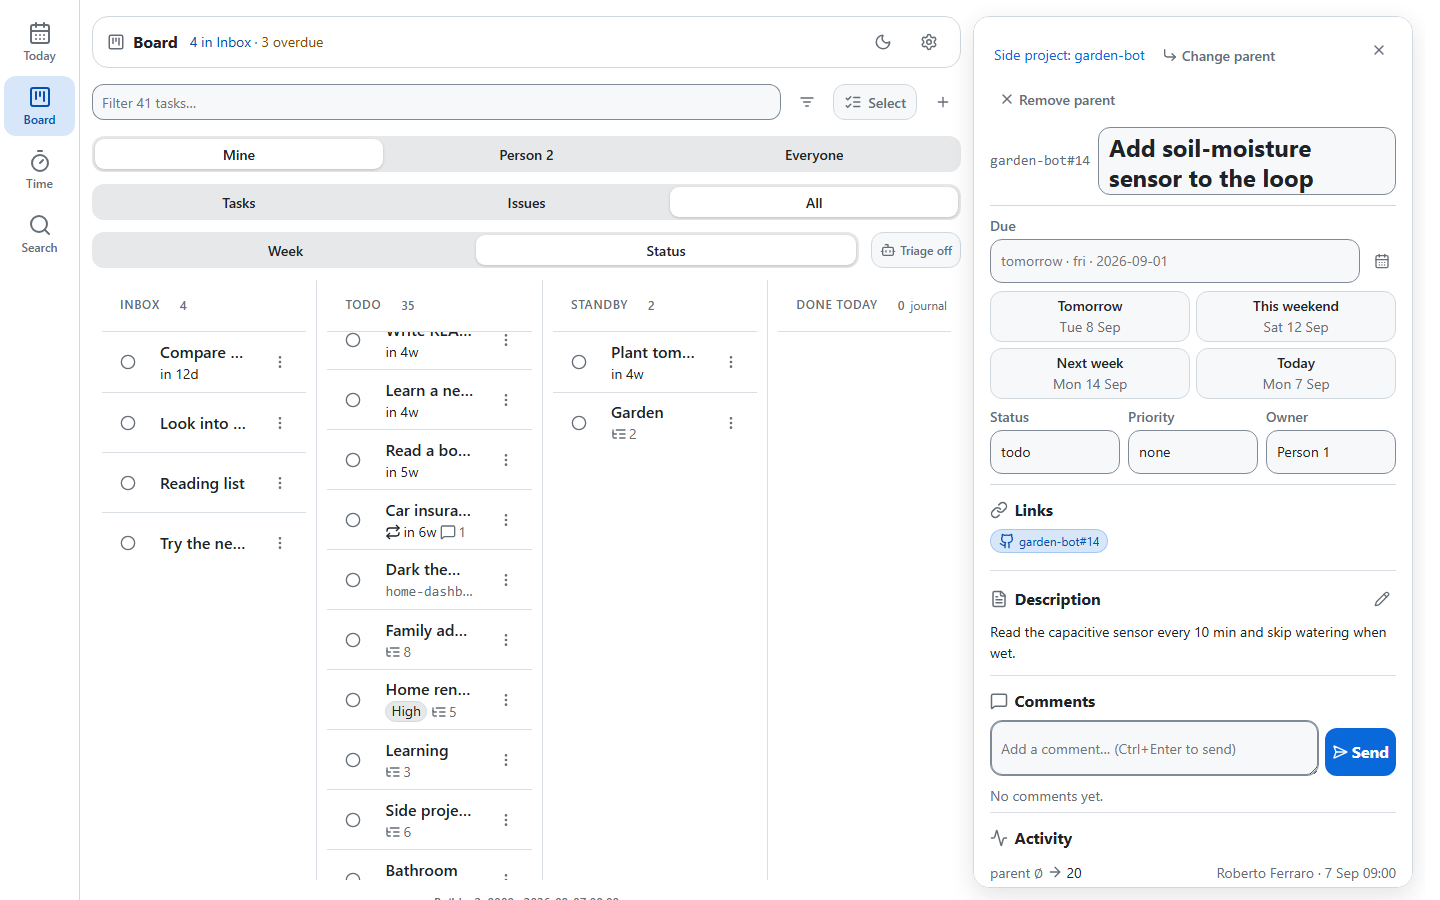 Today
Board
Time
Search
Board 4 in Inbox · 3 overdue
Filter 41 tasks...
Select
Mine Person 2 Everyone
Tasks Issues All
Week Status
Triage off
INBOX 4
Compare ...
in 12d
Look into ...
Reading list
Try the ne...
TODO 35
in 4w
Learn a ne...
in 4w
Read a bo...
in 5w
Car insura...
in 6w 1
Dark the...
home-dashb...
Family ad...
8
Home ren...
High 5
Learning
3
Side proje...
6
Bathroom
STANDBY 2
Plant tom...
in 4w
Garden
2
DONE TODAY 0 journal
Side project: garden-bot Change parent
Remove parent
garden-bot#14
Add soil-moisture
sensor to the loop
Due
tomorrow · fri · 2026-09-01
Tomorrow
Tue 8 Sep
This weekend
Sat 12 Sep
Next week
Mon 14 Sep
Today
Mon 7 Sep
Status Priority Owner
todo none Person 1
Links
garden-bot#14
Description
Read the capacitive sensor every 10 min and skip watering when
wet.
Comments
Add a comment... (Ctrl+Enter to send)
Send
No comments yet.
Activity
parent ∅ → 20 Roberto Ferraro · 7 Sep 09:00